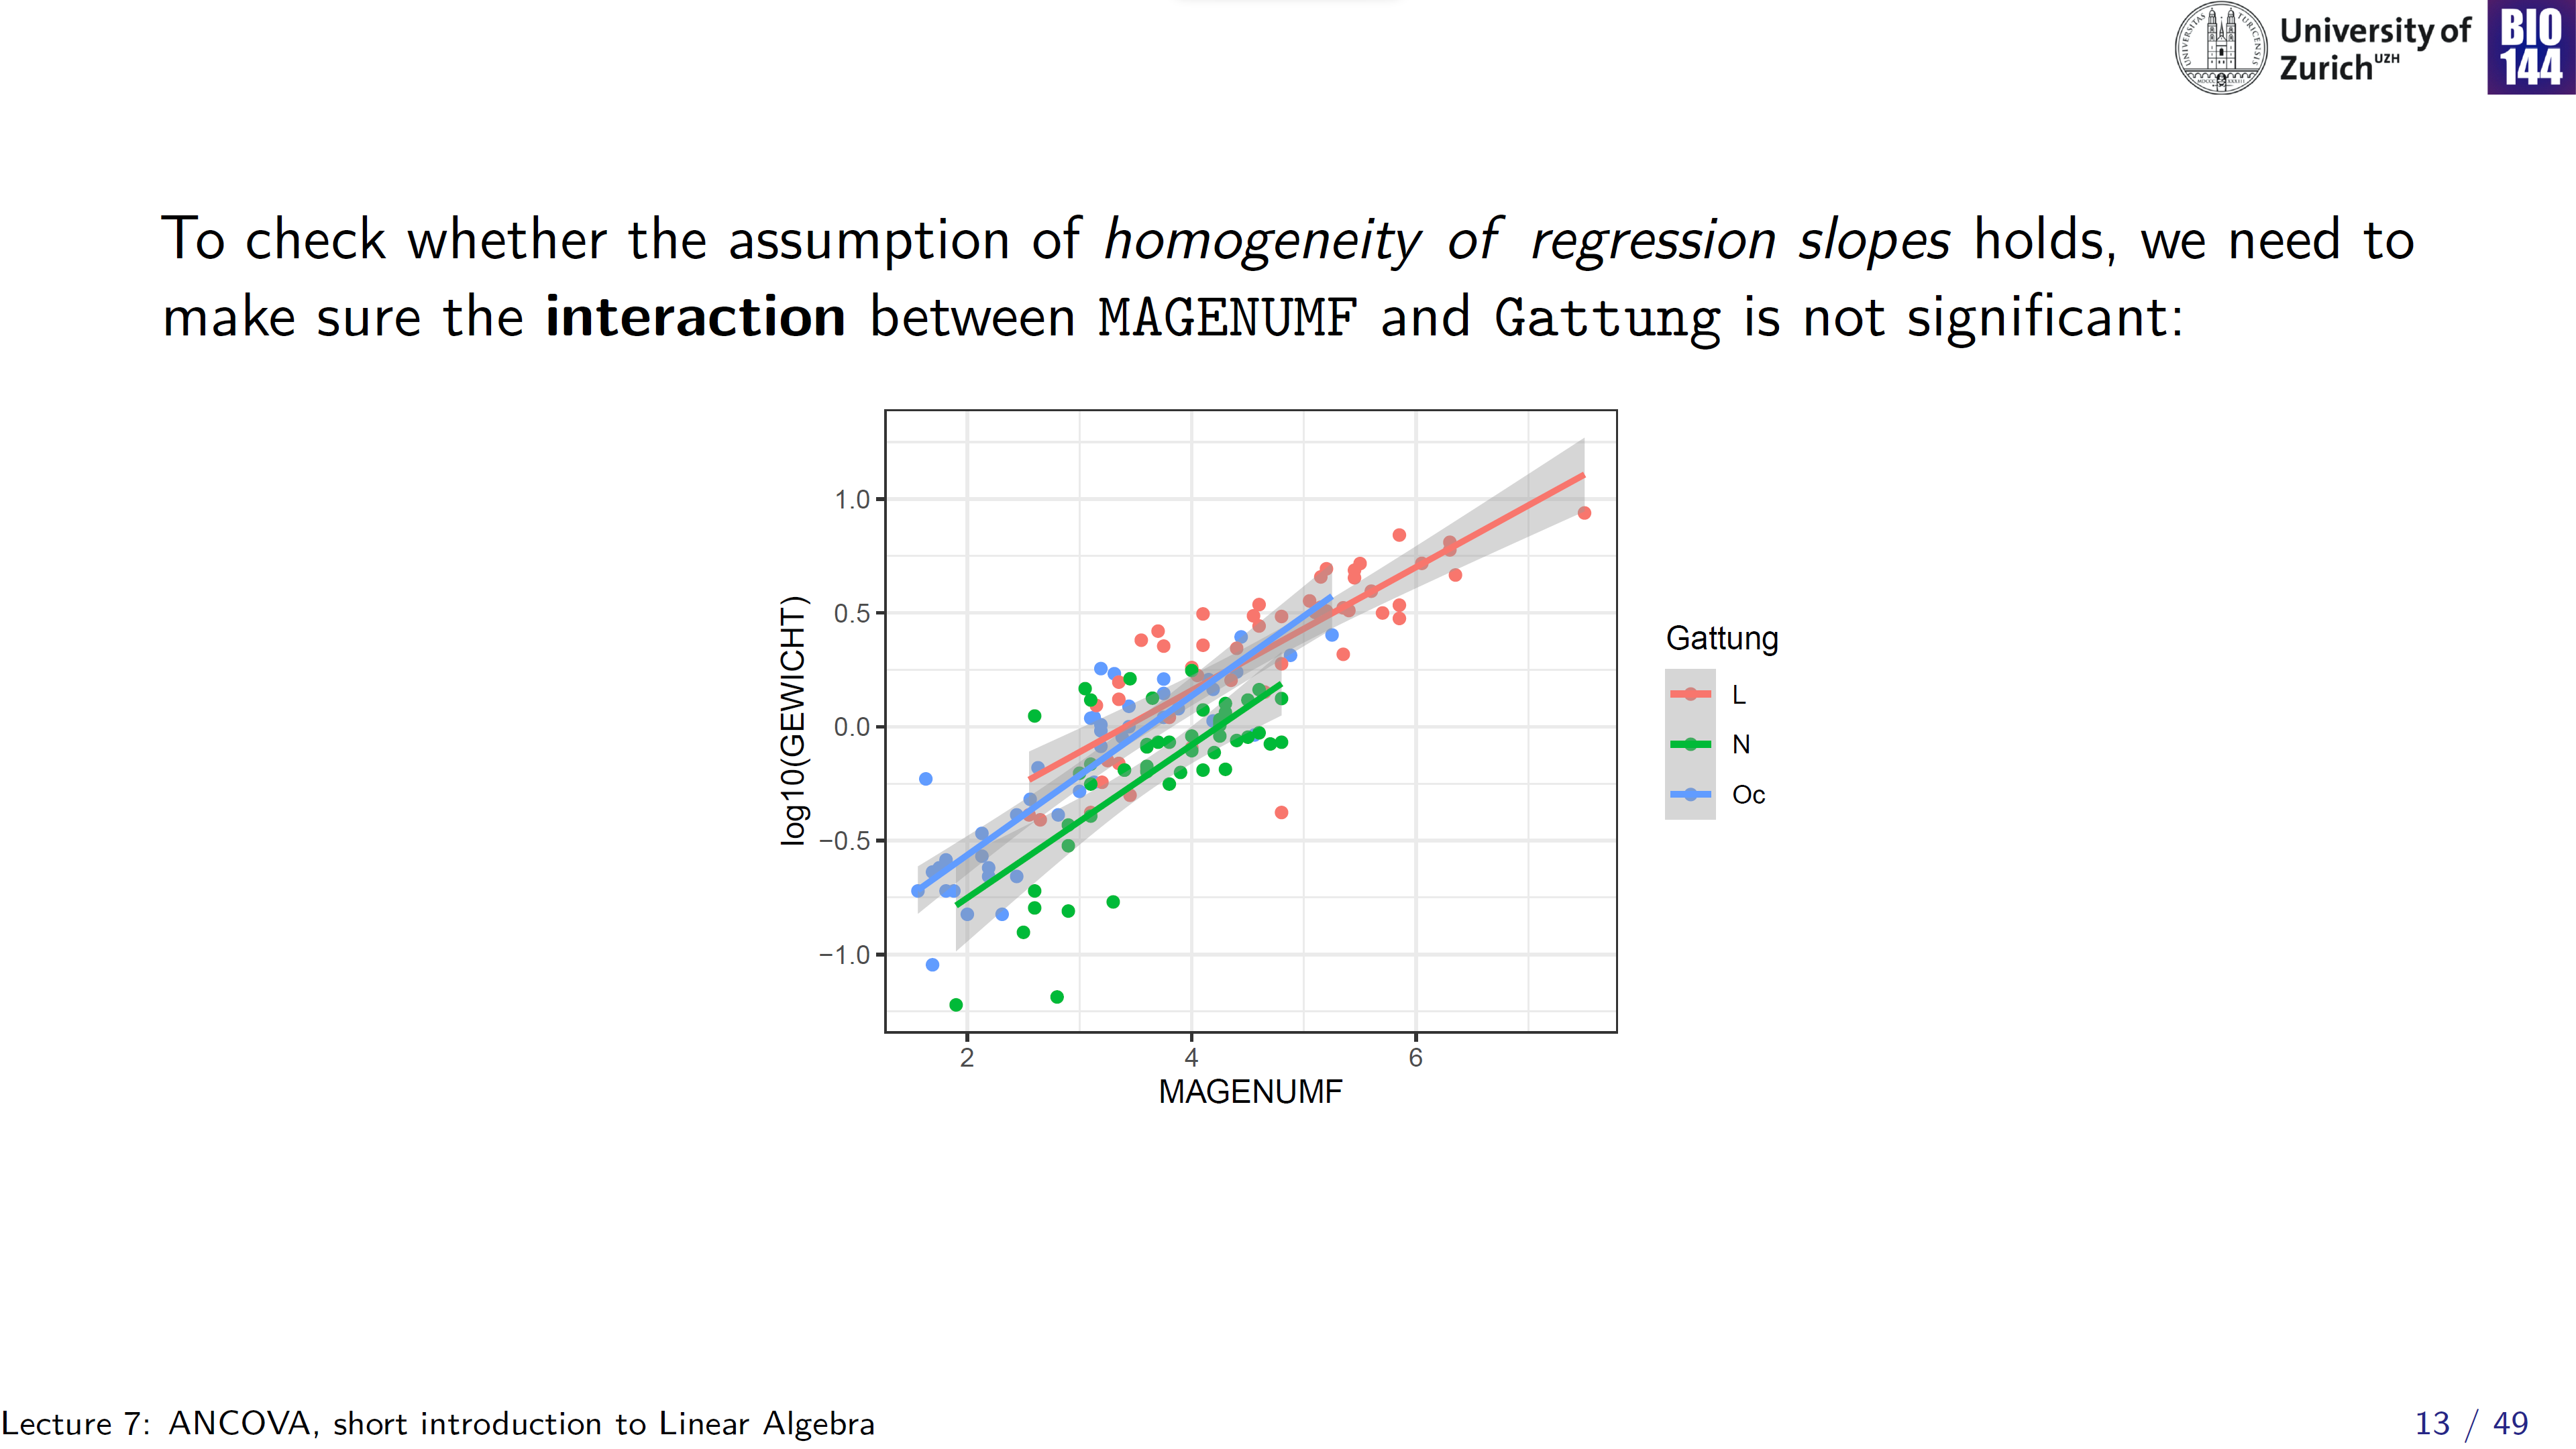 University of
Zurich UZH
BIO
144
To check whether the assumption of homogeneity of regression slopes holds, we need to
make sure the interaction between MAGENUMF and Gattung is not significant:
log10(GEWICHT)
1.0
0.5
0.0
−0.5
−1.0
2 4 6
MAGENUMF
Gattung
L
N
Oc
Lecture 7: ANCOVA, short introduction to Linear Algebra
13 / 49